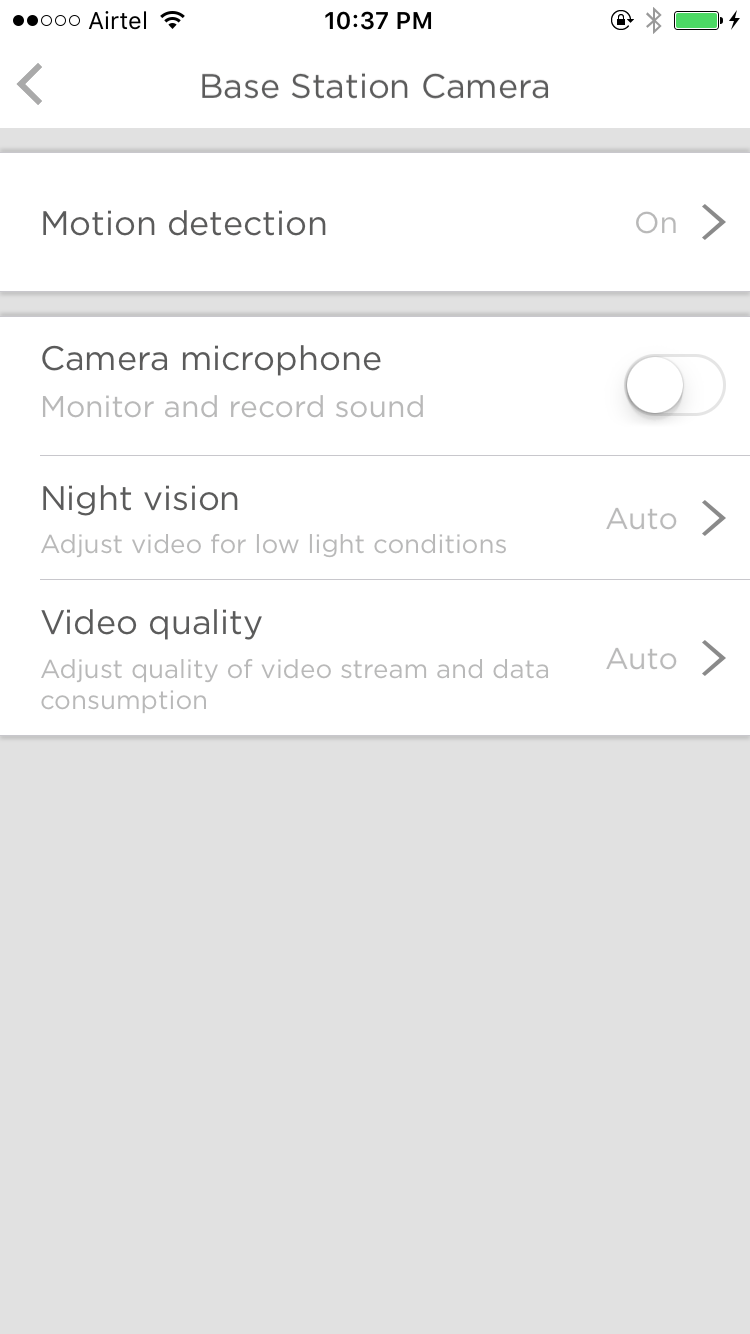 Airtel 10:37 PM
Base Station Camera
Motion detection On
Camera microphone
Monitor and record sound
Night vision
Adjust video for low light conditions
Auto
Video quality
Adjust quality of video stream and data
consumption
Auto